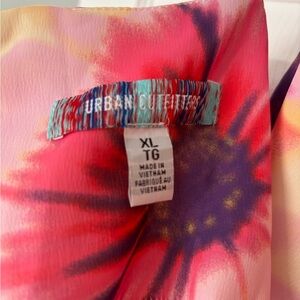 URBAN OUTFITTERS
XL
TG
MADE IN
VIETNAM
FABRIQUÉ AU
VIETNAM